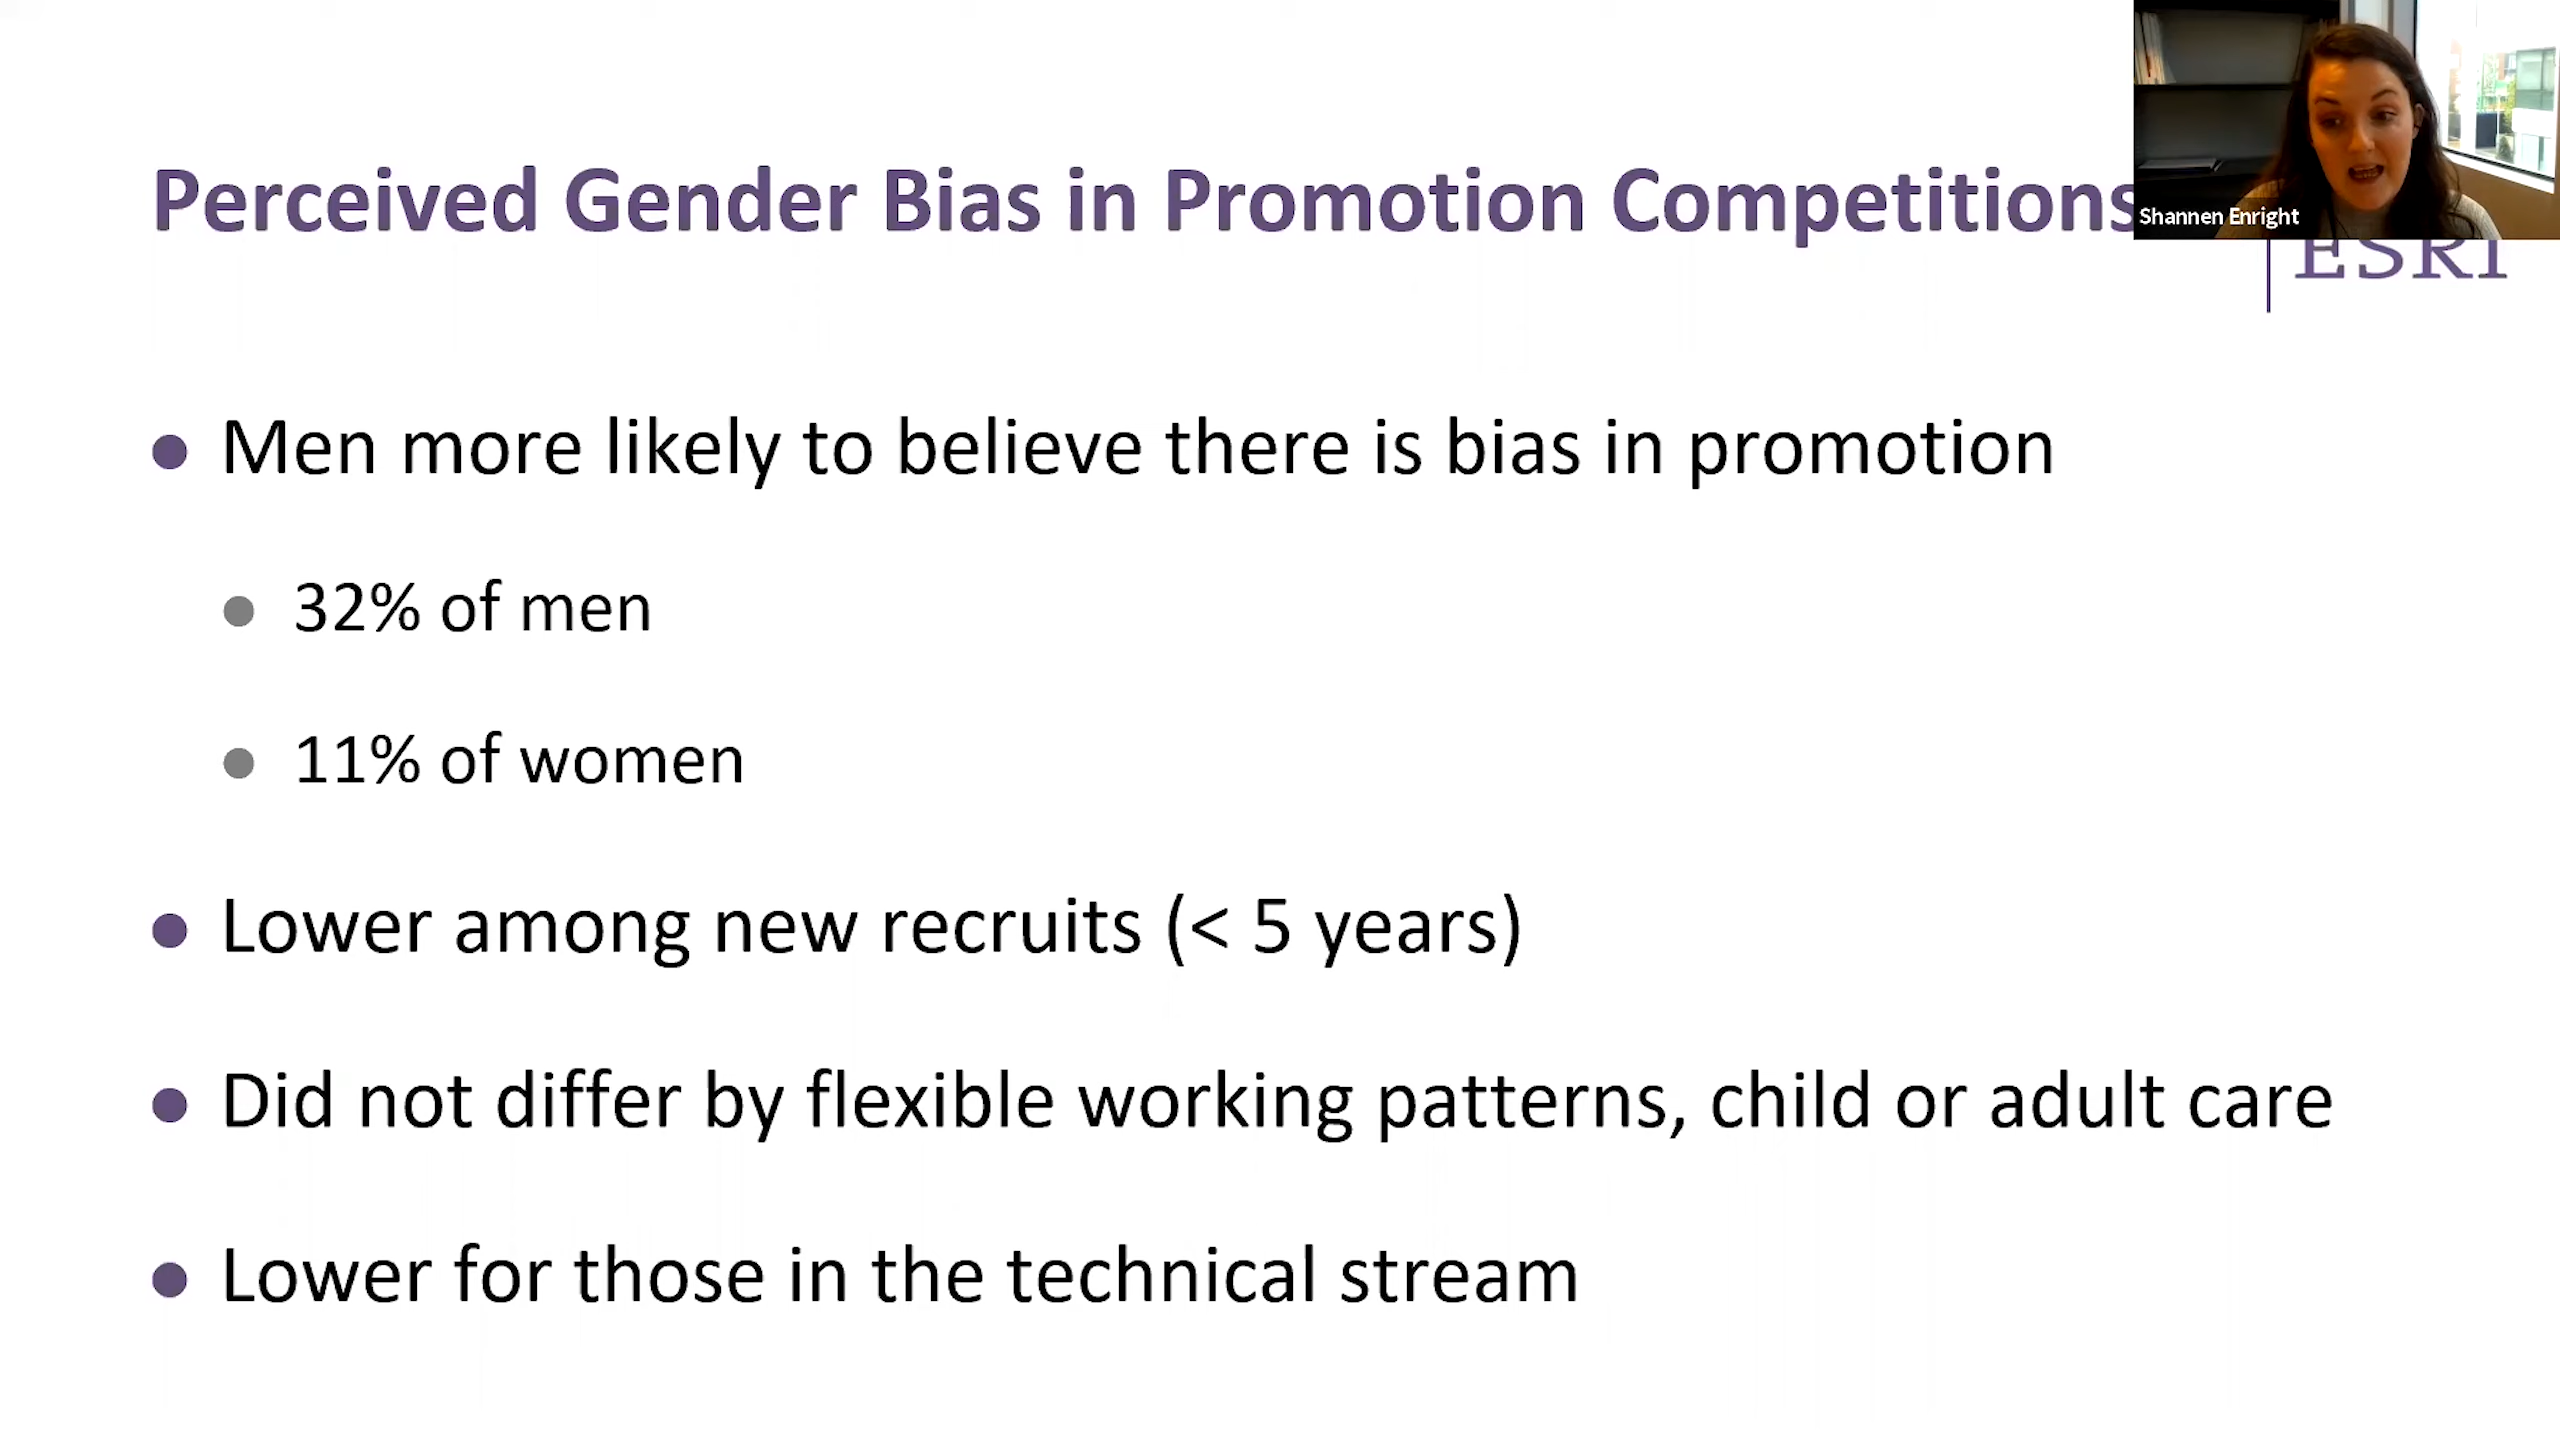 Perceived Gender Bias in Promotion Competitions
Shannen Enright
ESRI
Men more likely to believe there is bias in promotion
32% of men
11% of women
Lower among new recruits (< 5 years)
Did not differ by flexible working patterns, child or adult care
Lower for those in the technical stream